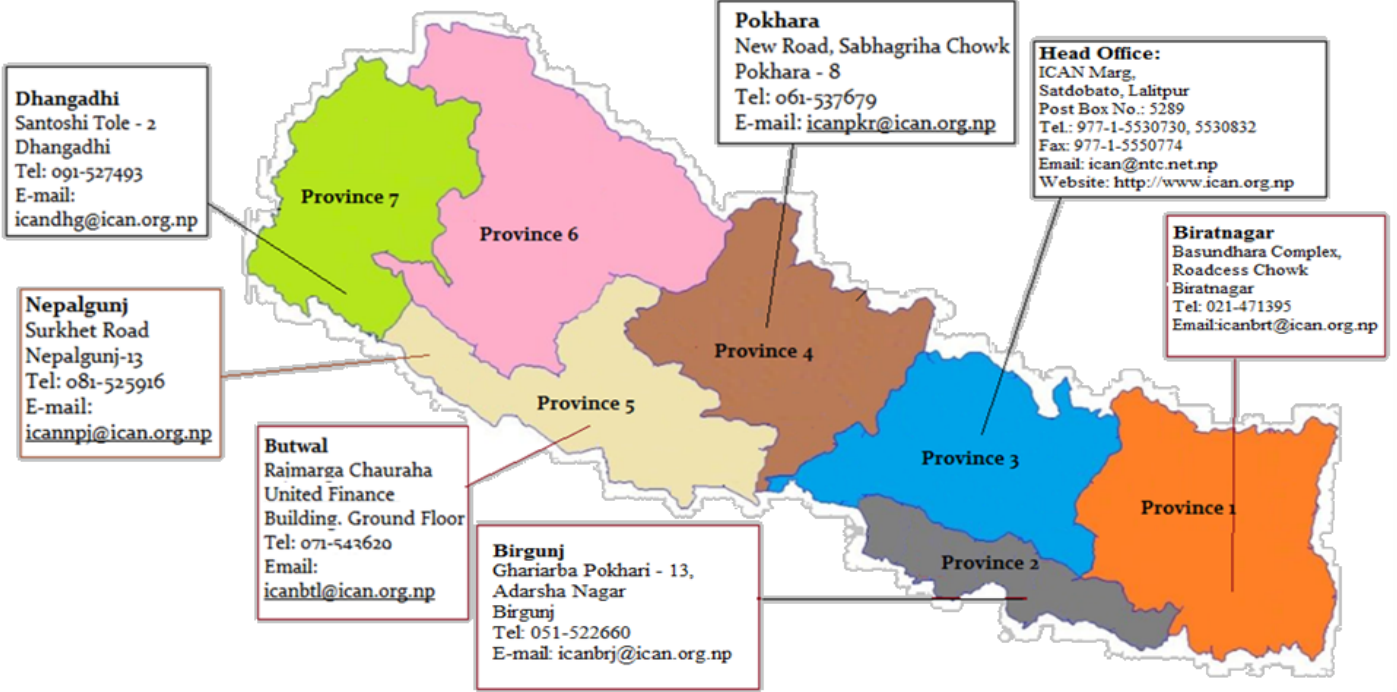 Pokhara
New Road, Sabhagriha Chowk
Pokhara - 8
Tel: 061-537679
E-mail: icanpkr@ican.org.np
Head Office:
ICAN Marg,
Satdobato, Lalitpur
Post Box No.: 5289
Tel.: 977-1-5530730, 5530832
Fax: 977-1-5550774
Email: ican@ntc.net.np
Website: http://www.ican.org.np
Dhangadhi
Santoshi Tole - 2
Dhangadhi
Tel: 091-527493
E-mail:
icandhg@ican.org.np
Biratnagar
Basundhara Complex,
Roadcess Chowk
Biratnagar
Tel: 021-471395
Email:icanbrt@ican.org.np
Nepalgunj
Surkhet Road
Nepalgunj-13
Tel: 081-525916
E-mail:
icannpj@ican.org.np
Butwal
Rajmarga Chauraha
United Finance
Building. Ground Floor
Tel: 071-543629
Email:
icanbtl@ican.org.np
Birgunj
Ghariarba Pokhari - 13,
Adarsha Nagar
Birgunj
Tel: 051-522660
E-mail: icanbrj@ican.org.np
Province 7
Province 6
Province 4
Province 5
Province 3
Province 1
Province 2